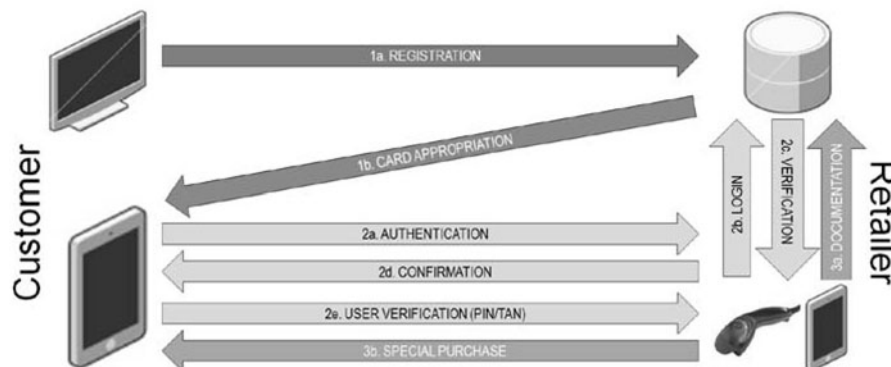 Customer
1a. REGISTRATION
1b. CARD APPROPRIATION
2a. AUTHENTICATION
2d. CONFIRMATION
2e. USER VERIFICATION (PIN/TAN)
3b. SPECIAL PURCHASE
2b. LOGIN
2c. VERIFICATION
3a. DOCUMENTATION
Retailer